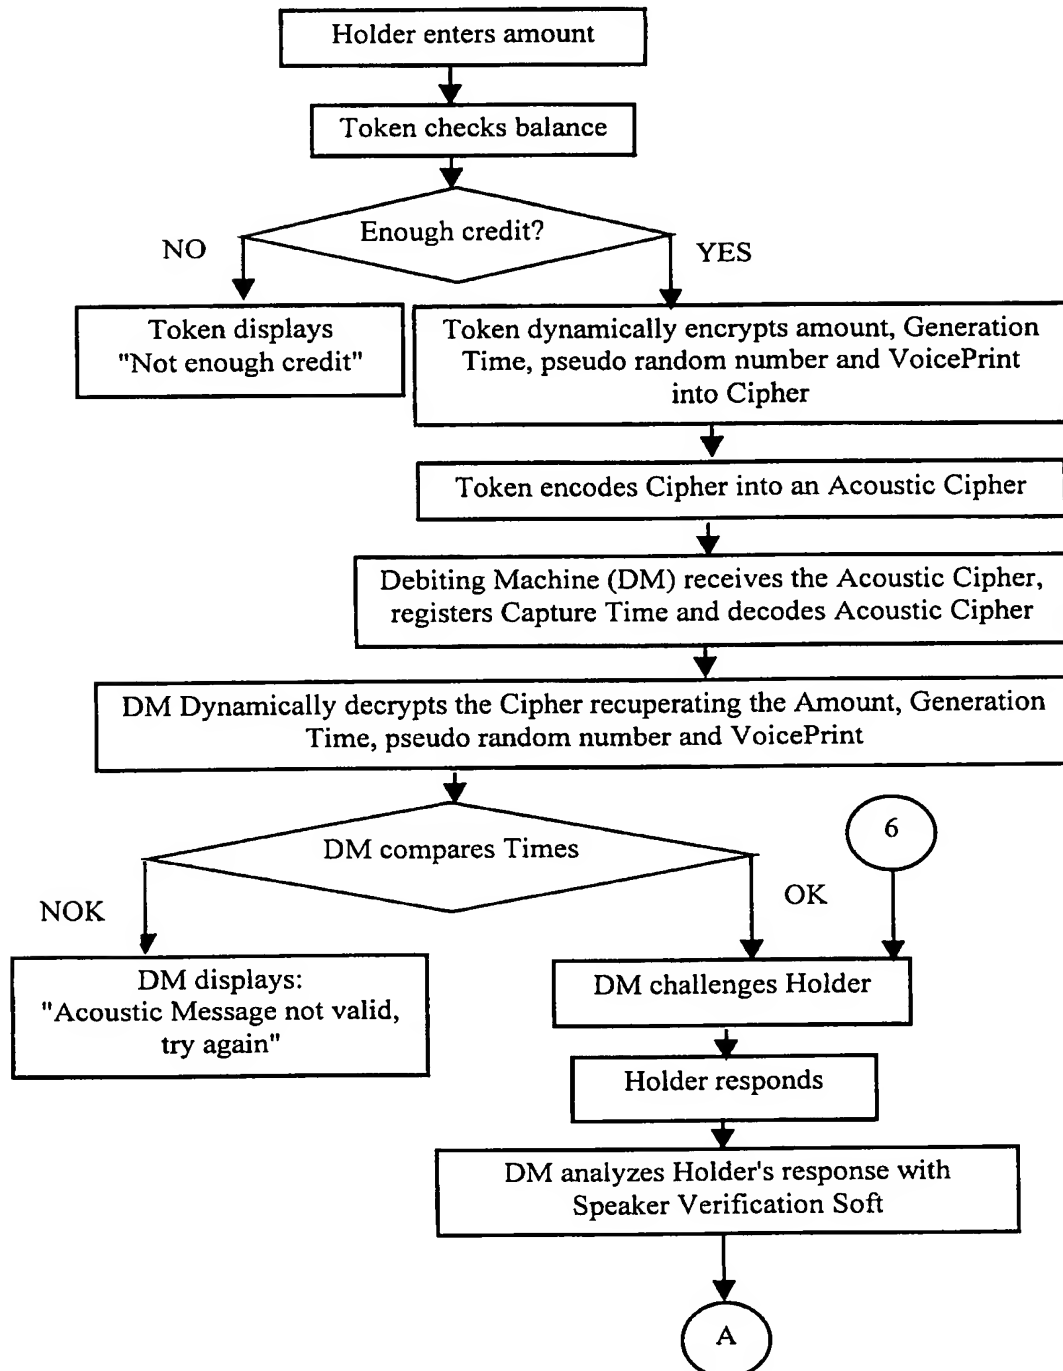 Holder enters amount
Token checks balance
Enough credit?
NO
YES
Token displays
"Not enough credit"
Token dynamically encrypts amount, Generation
Time, pseudo random number and VoicePrint
into Cipher
Token encodes Cipher into an Acoustic Cipher
Debiting Machine (DM) receives the Acoustic Cipher,
registers Capture Time and decodes Acoustic Cipher
DM Dynamically decrypts the Cipher recuperating the Amount, Generation
Time, pseudo random number and VoicePrint
DM compares Times
6
NOK
OK
DM displays:
"Acoustic Message not valid,
try again"
DM challenges Holder
Holder responds
DM analyzes Holder's response with
Speaker Verification Soft
A